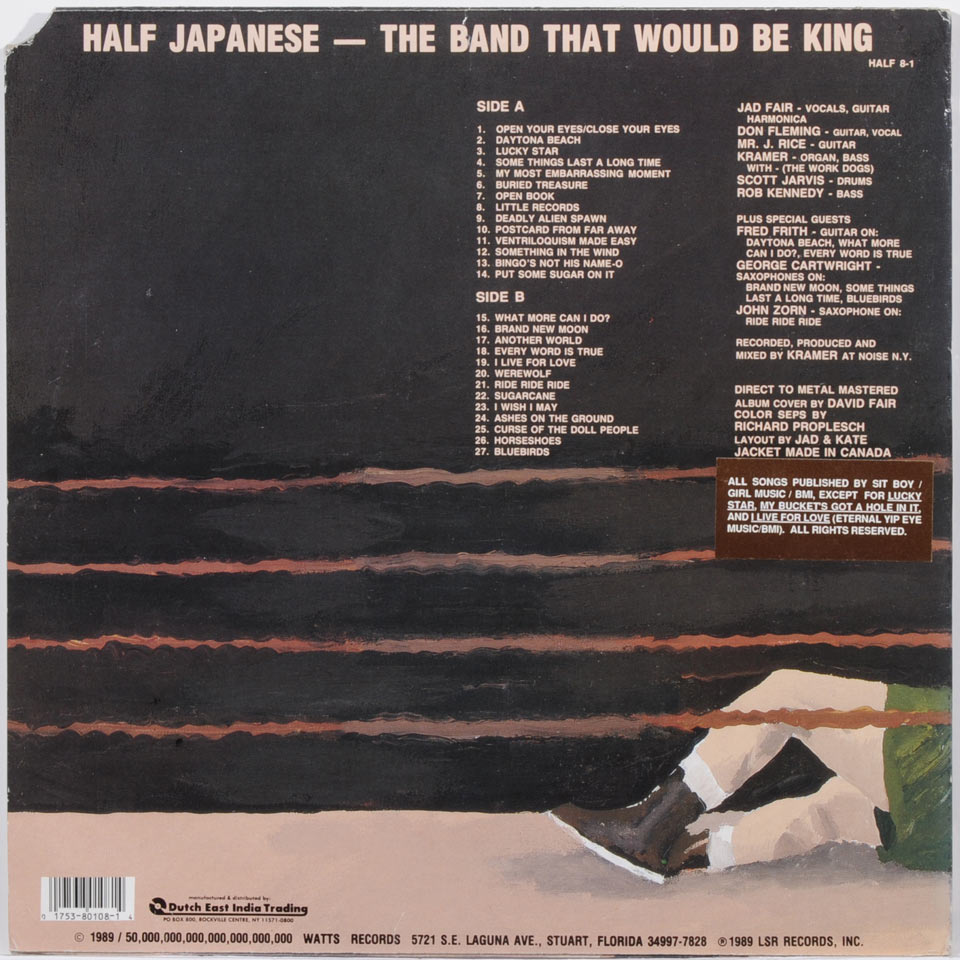 HALF JAPANESE — THE BAND THAT WOULD BE KING
HALF 8-1
SIDE A
1. OPEN YOUR EYES/CLOSE YOUR EYES
2. DAYTONA BEACH
3. LUCKY STAR
4. SOME THINGS LAST A LONG TIME
5. MY MOST EMBARRASSING MOMENT
6. BURIED TREASURE
7. OPEN BOOK
8. LITTLE RECORDS
9. DEADLY ALIEN SPAWN
10. POSTCARD FROM FAR AWAY
11. VENTRILOQUISM MADE EASY
12. SOMETHING IN THE WIND
13. BINGO'S NOT HIS NAME-O
14. PUT SOME SUGAR ON IT
SIDE B
15. WHAT MORE CAN I DO?
16. BRAND NEW MOON
17. ANOTHER WORLD
18. EVERY WORD IS TRUE
19. I LIVE FOR LOVE
20. WEREWOLF
21. RIDE RIDE RIDE
22. SUGARCANE
23. I WISH I MAY
24. ASHES ON THE GROUND
25. CURSE OF THE DOLL PEOPLE
26. HORSESHOES
27. BLUEBIRDS
JAD FAIR - VOCALS, GUITAR
HARMONICA
DON FLEMING - GUITAR, VOCAL
MR. J. RICE - GUITAR
KRAMER - ORGAN, BASS
WITH - (THE WORK DOGS)
SCOTT JARVIS - DRUMS
ROB KENNEDY - BASS
PLUS SPECIAL GUESTS
FRED FRITH - GUITAR ON:
DAYTONA BEACH, WHAT MORE
CAN I DO?, EVERY WORD IS TRUE
GEORGE CARTWRIGHT -
SAXOPHONES ON:
BRAND NEW MOON, SOME THINGS
LAST A LONG TIME, BLUEBIRDS
JOHN ZORN - SAXOPHONE ON:
RIDE RIDE RIDE
RECORDED, PRODUCED AND
MIXED BY KRAMER AT NOISE N.Y.
DIRECT TO METAL MASTERED
ALBUM COVER BY DAVID FAIR
COLOR SEPS BY
RICHARD PROPLESCH
LAYOUT BY JAD & KATE
JACKET MADE IN CANADA
ALL SONGS PUBLISHED BY SIT BOY /
GIRL MUSIC / BMI, EXCEPT FOR LUCKY
STAR, MY BUCKET'S GOT A HOLE IN IT,
AND I LIVE FOR LOVE (ETERNAL YIP EYE
MUSIC/BMI). ALL RIGHTS RESERVED.
0 1753-80108-1 4
manufactured & distributed by:
Dutch East India Trading
PO BOX 800, ROCKVILLE CENTRE, NY 11571-0800
© 1989 / 50,000,000,000,000,000,000,000 WATTS RECORDS 5721 S.E. LAGUNA AVE., STUART, FLORIDA 34997-7828 ℗1989 LSR RECORDS, INC.